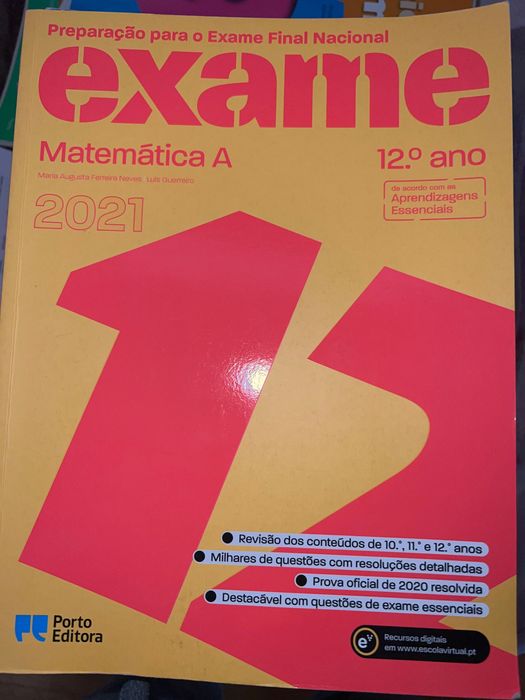 Preparação para o Exame Final Nacional
exame
Matemática A
12.º ano
Maria Augusta Ferreira Neves Luís Guerreiro
de acordo com as
Aprendizagens
Essenciais
2021
12
Revisão dos conteúdos de 10.°, 11.° e 12.° anos
Milhares de questões com resoluções detalhadas
Prova oficial de 2020 resolvida
Destacável com questões de exame essenciais
Porto
Editora
e
Recursos digitais
em www.escolavirtual.pt